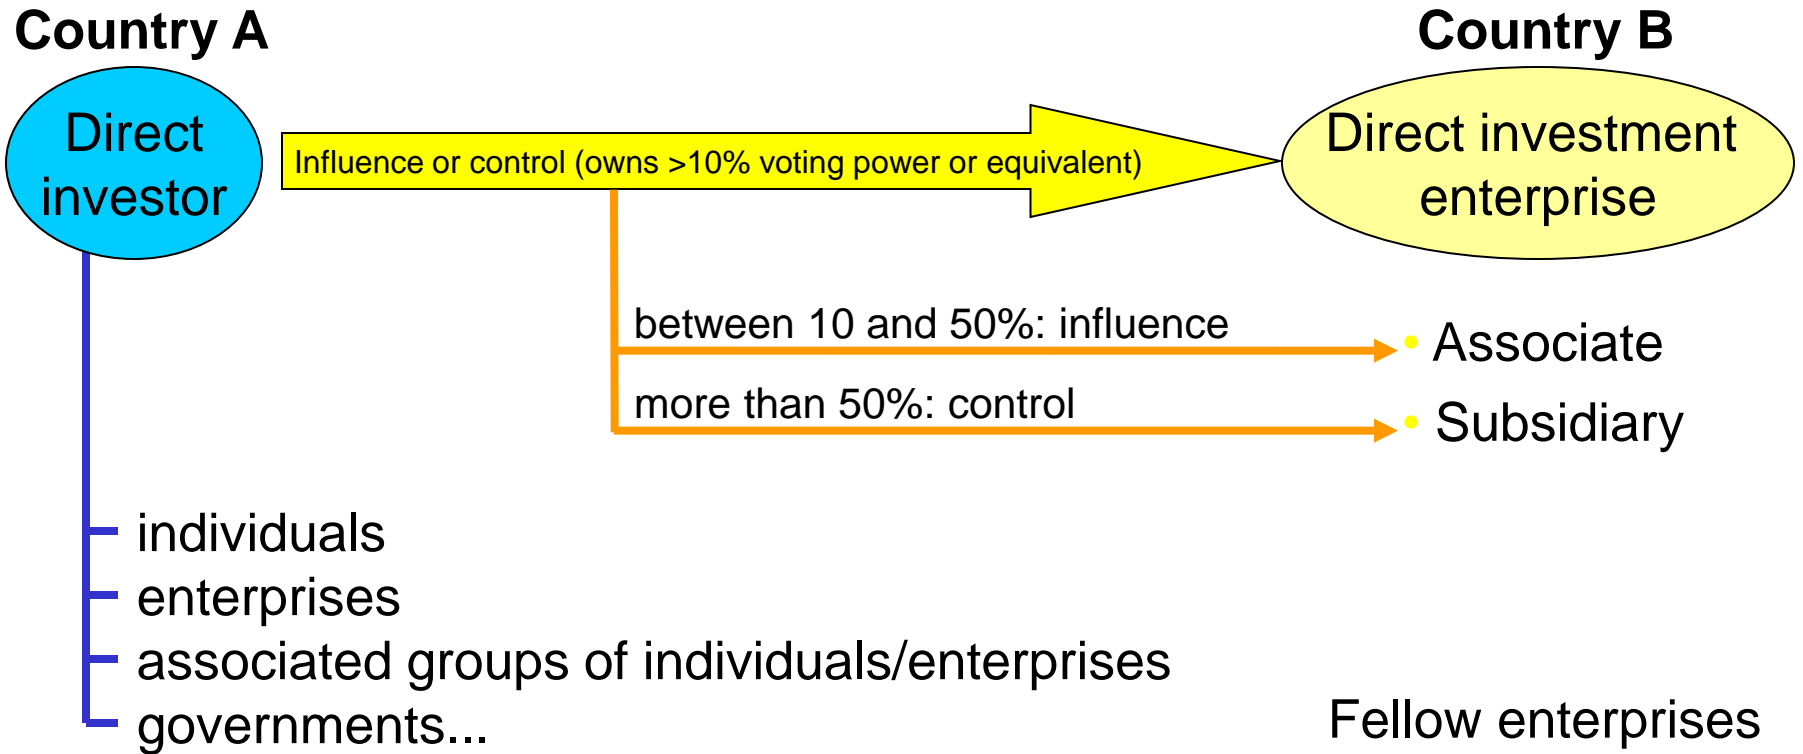 Country A
Country B
Direct
investor
Influence or control (owns >10% voting power or equivalent)
Direct investment
enterprise
between 10 and 50%: influence
• Associate
more than 50%: control
• Subsidiary
individuals
enterprises
associated groups of individuals/enterprises
governments...
Fellow enterprises